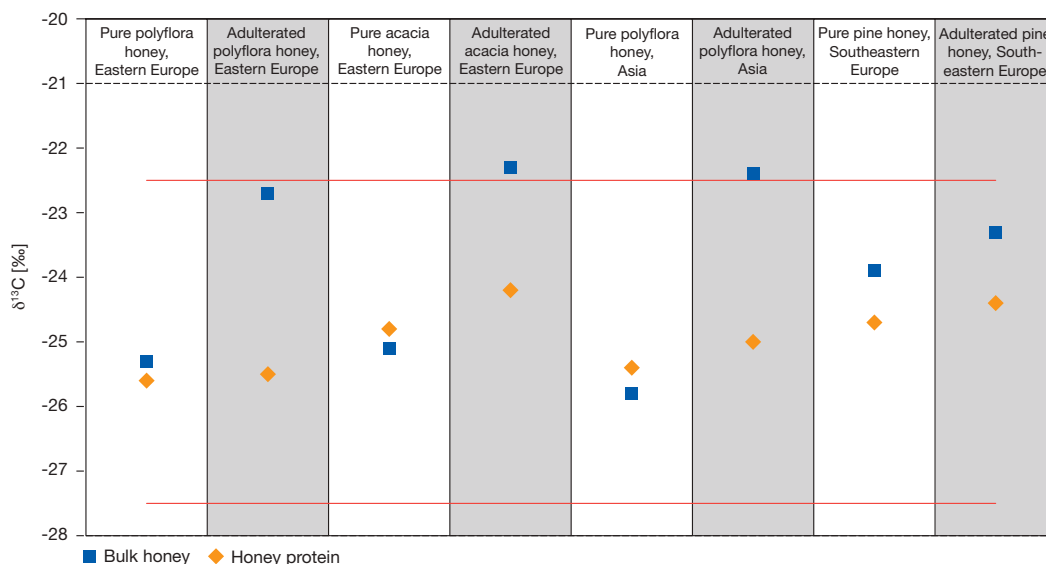 -20
-21
-22
-23
-24
-25
-26
-27
-28
δ13C [‰]
Pure polyflora
honey,
Eastern Europe
Adulterated
polyflora honey,
Eastern Europe
Pure acacia
honey,
Eastern Europe
Adulterated
acacia honey,
Eastern Europe
Pure polyflora
honey,
Asia
Adulterated
polyflora honey,
Asia
Pure pine honey,
Southeastern
Europe
Adulterated pine
honey, South-
eastern Europe
Bulk honey
Honey protein